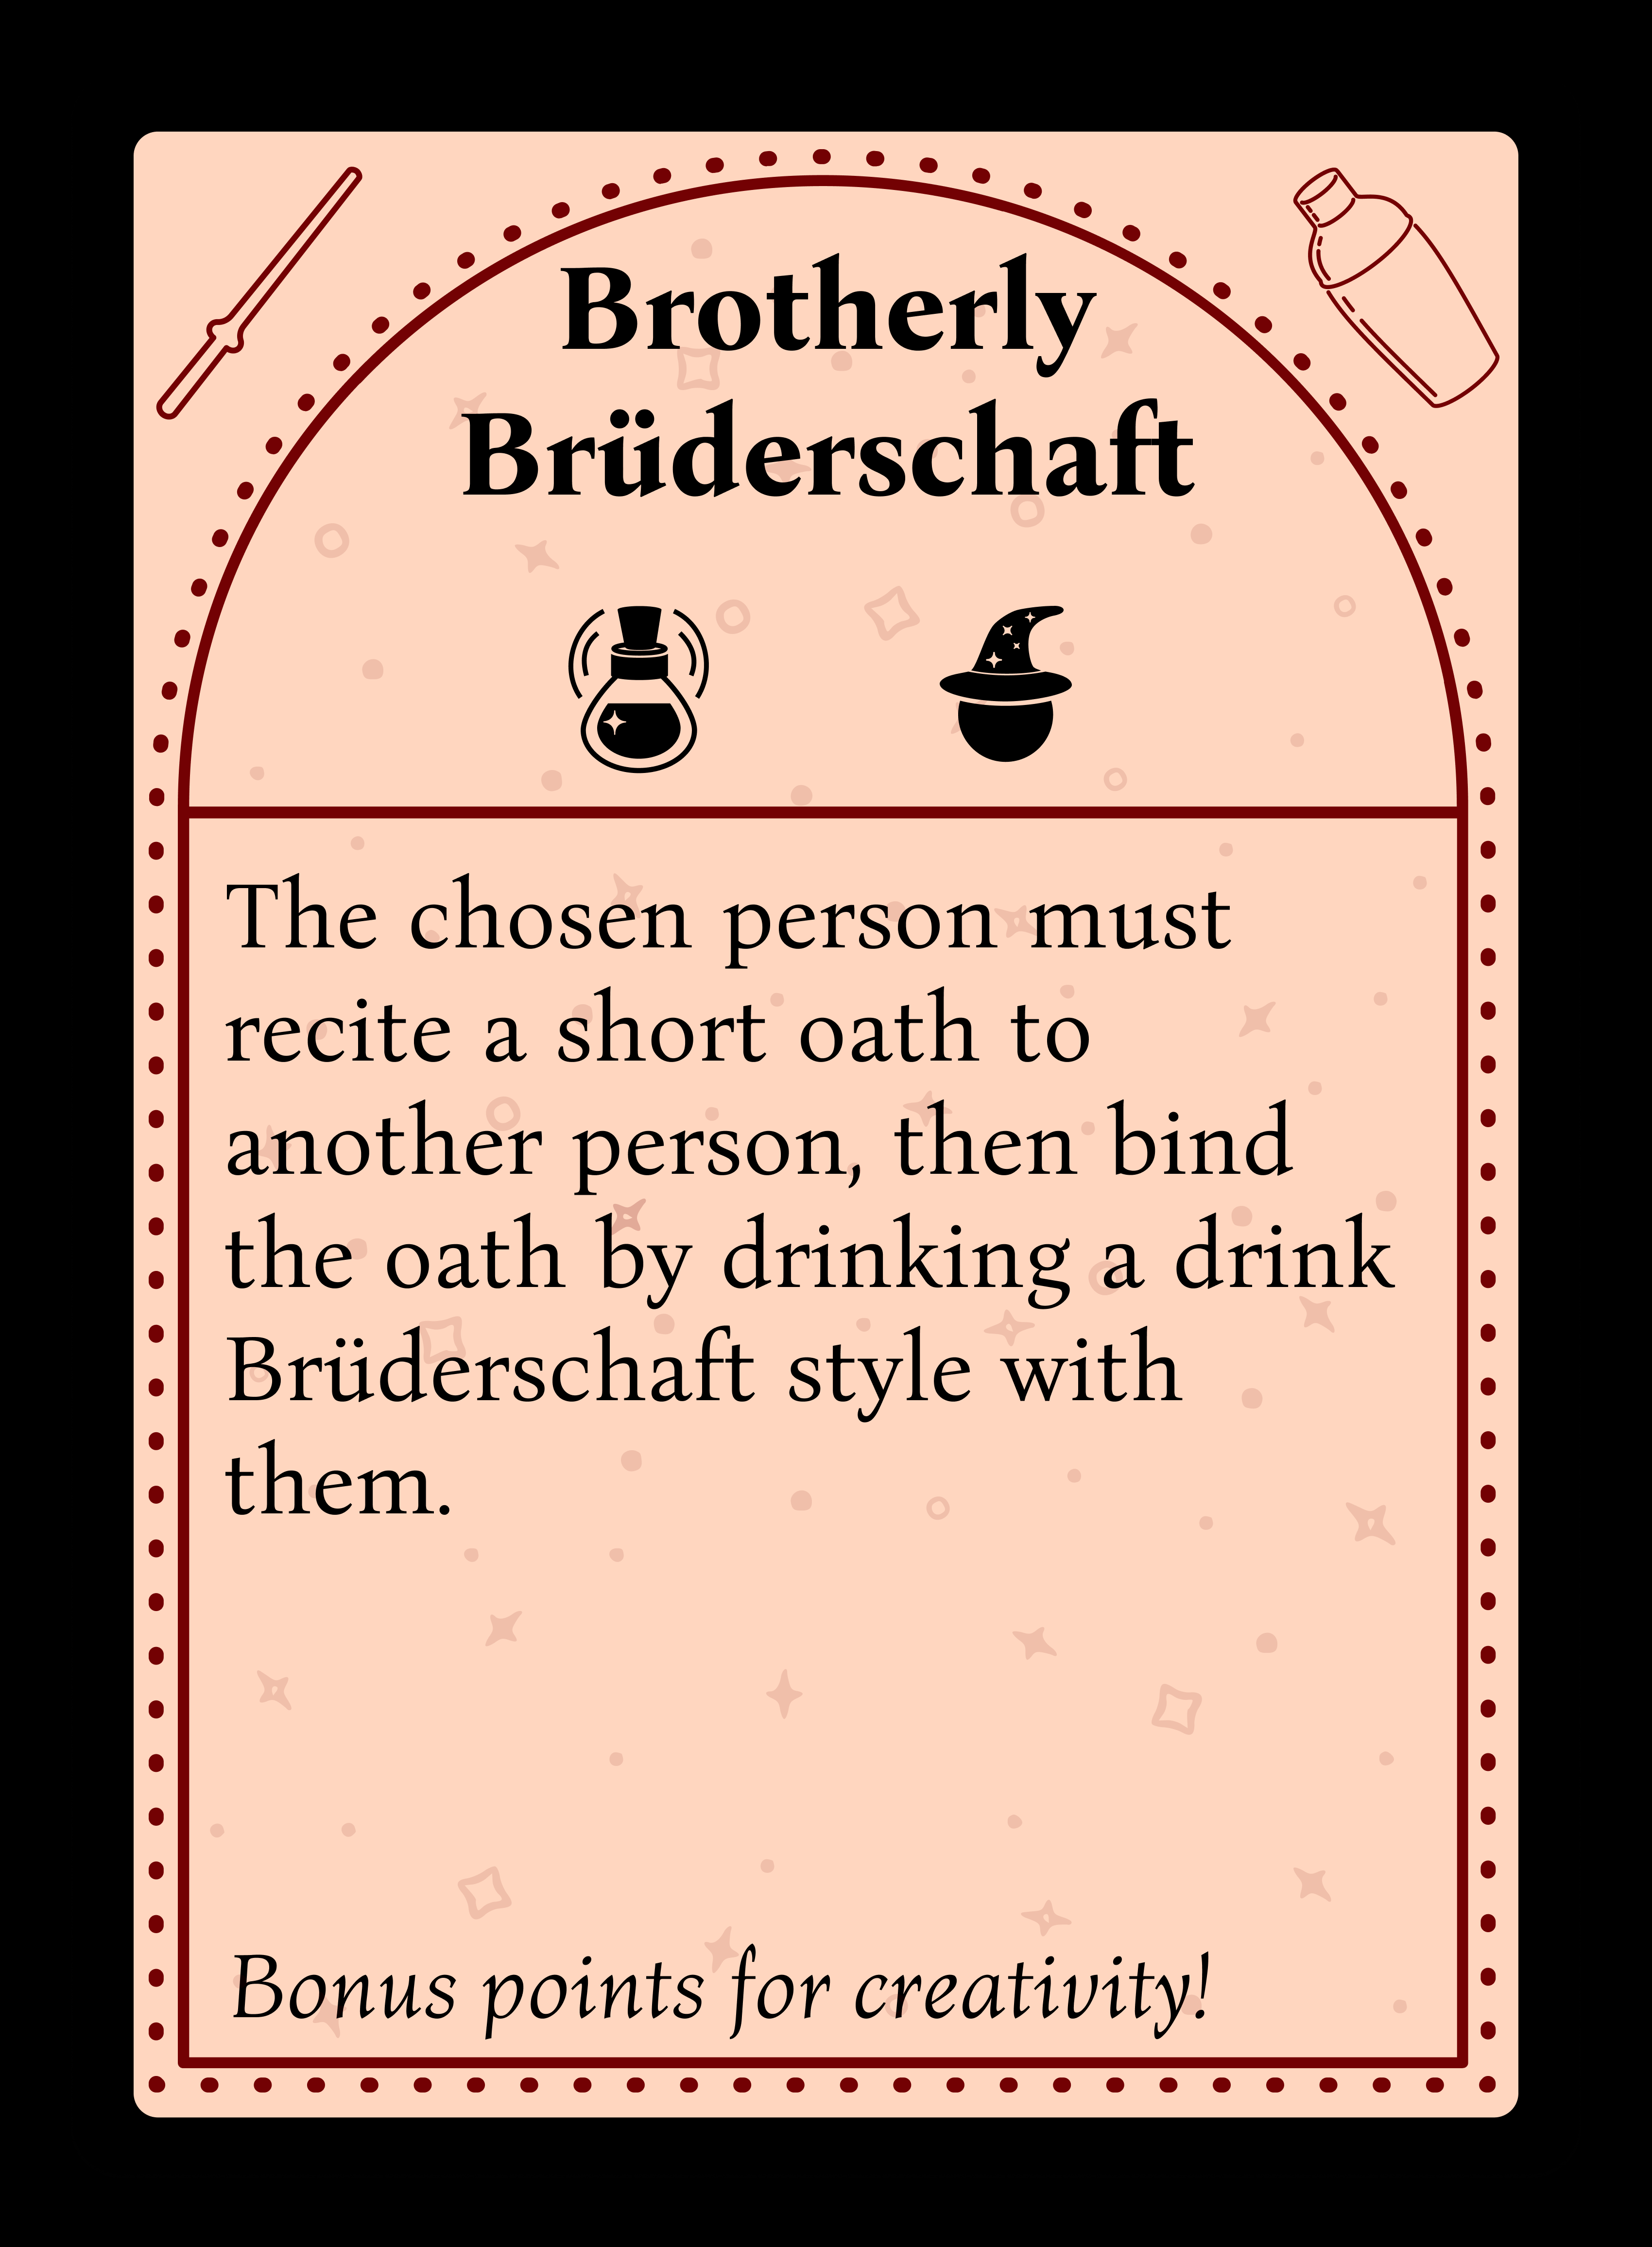 Brotherly
Brüderschaft
The chosen person must
recite a short oath to
another person, then bind
the oath by drinking a drink
Brüderschaft style with
them.
Bonus points for creativity!